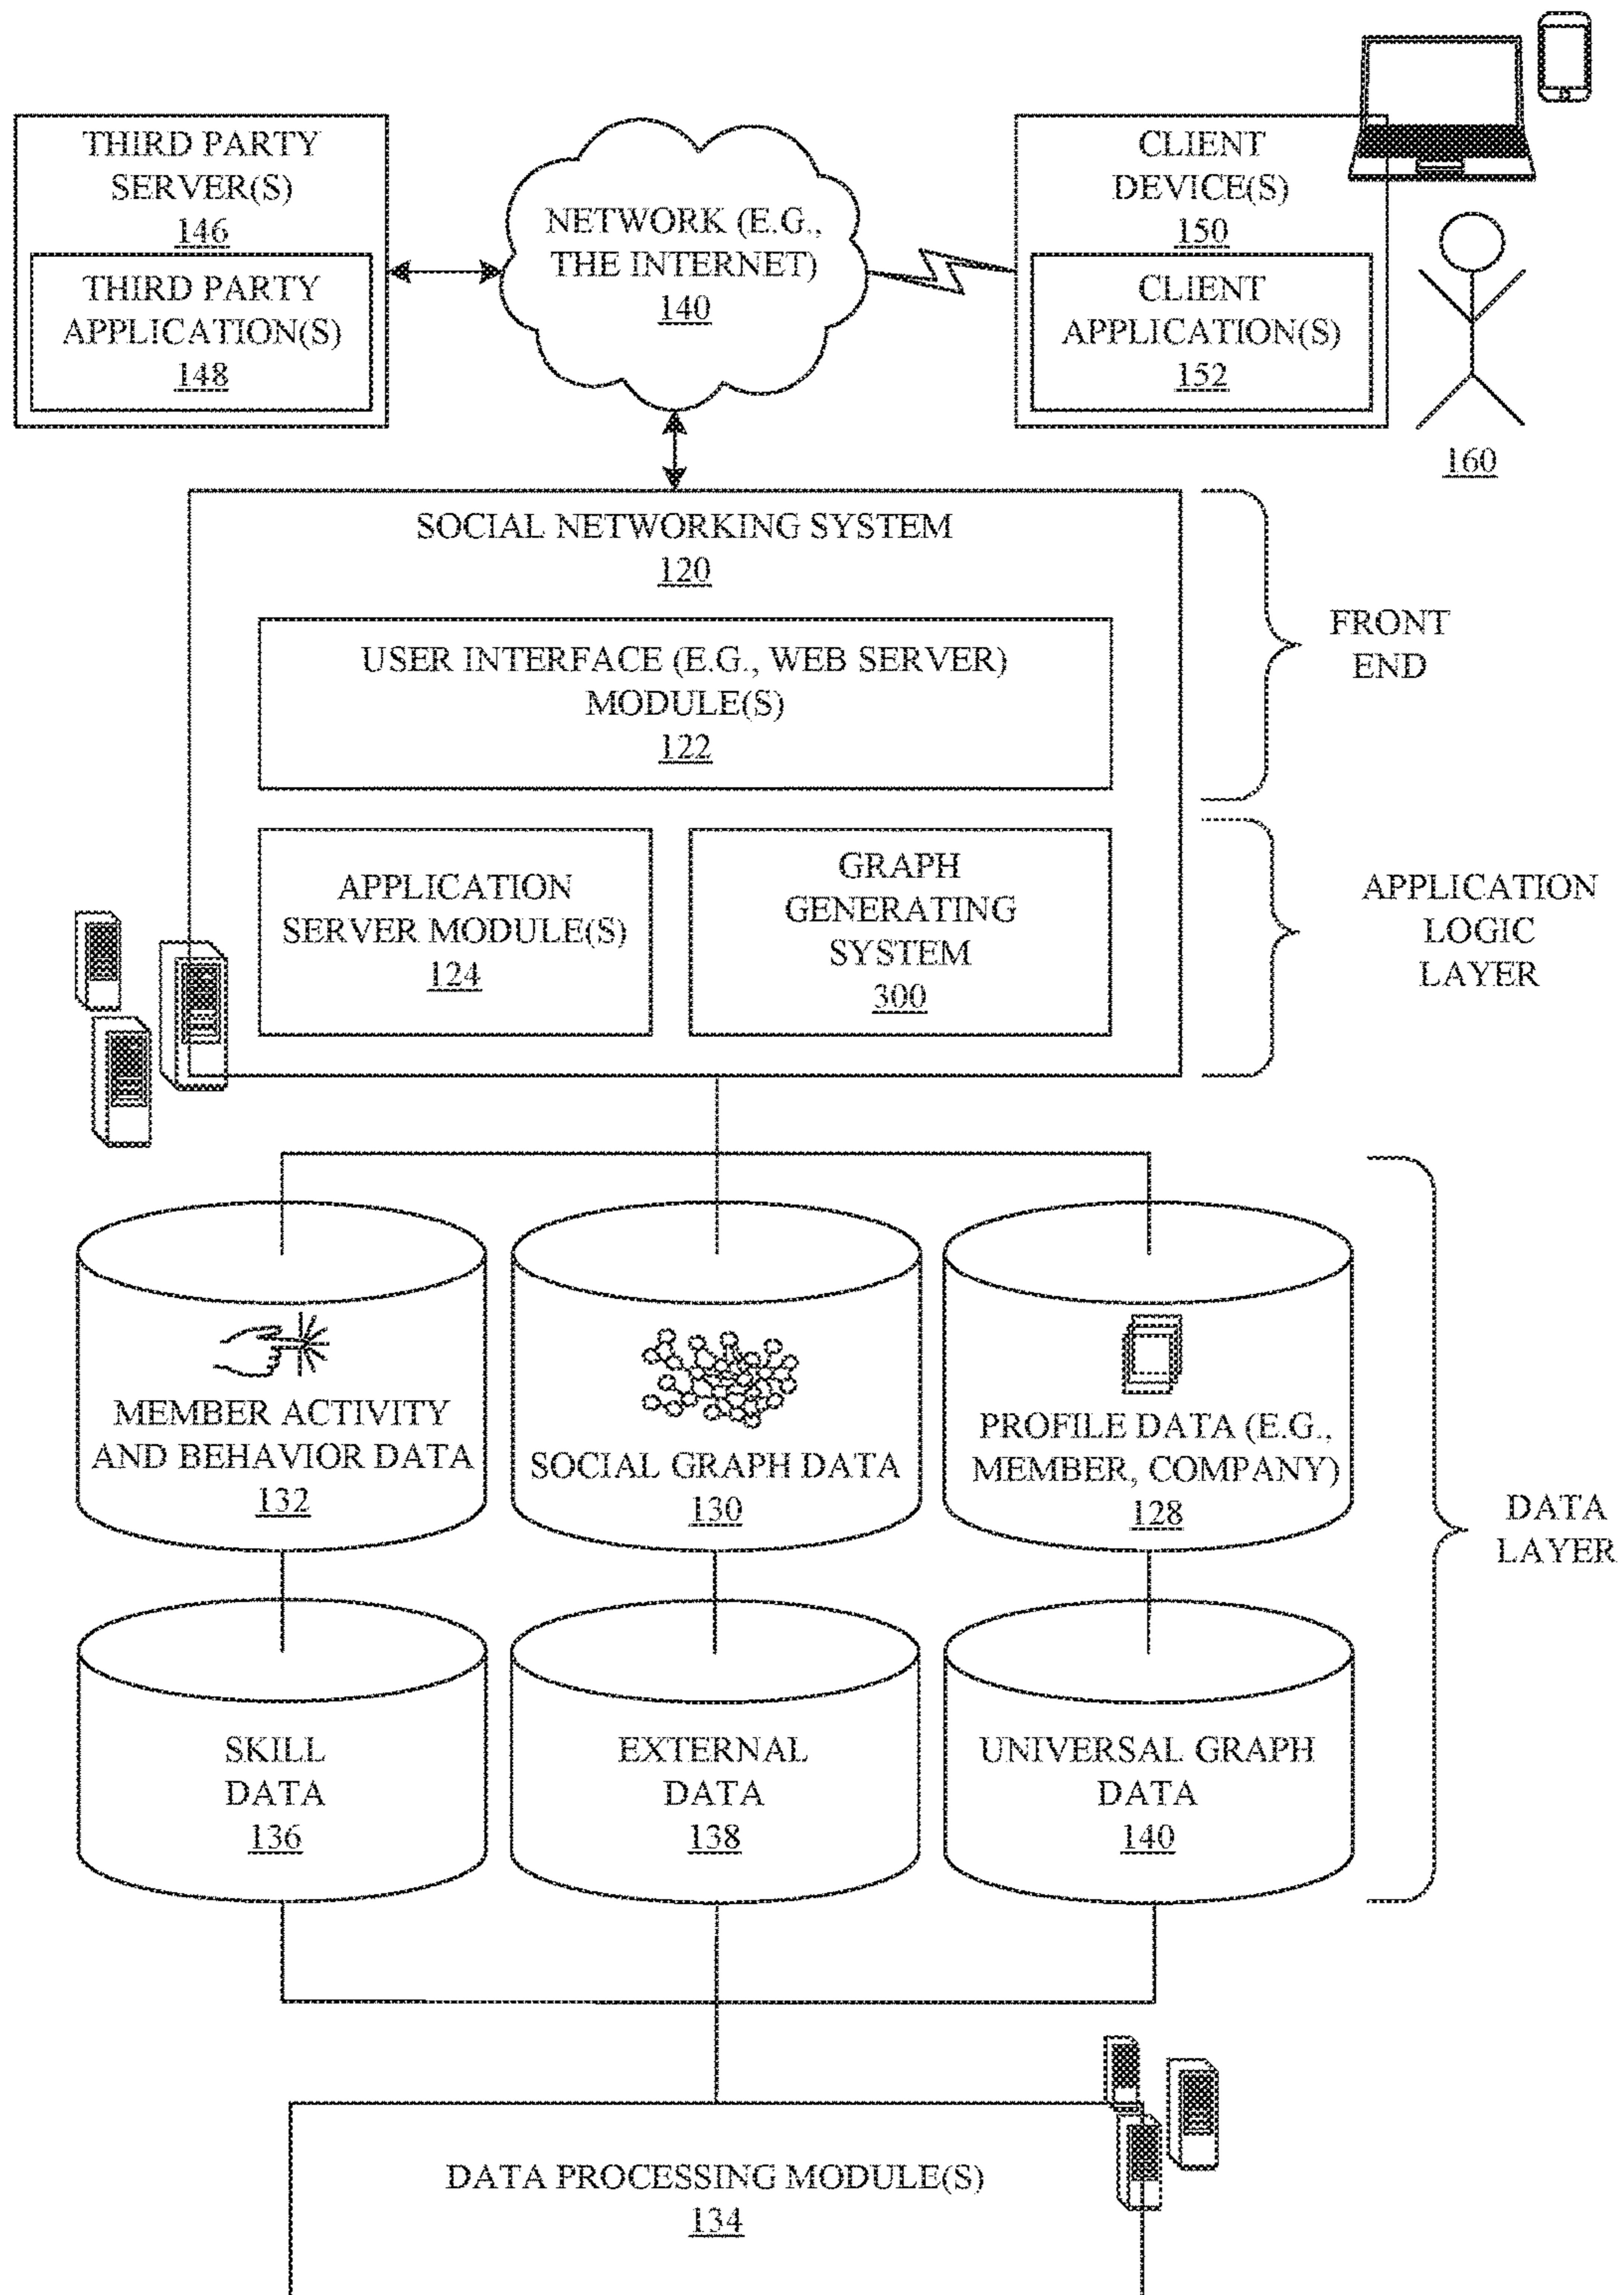 THIRD PARTY
SERVER(S)
146
THIRD PARTY
APPLICATION(S)
148
NETWORK (E.G.,
THE INTERNET)
140
CLIENT
DEVICE(S)
150
CLIENT
APPLICATION(S)
152
160
SOCIAL NETWORKING SYSTEM
120
USER INTERFACE (E.G., WEB SERVER)
MODULE(S)
122
FRONT
END
APPLICATION
SERVER MODULE(S)
124
GRAPH
GENERATING
SYSTEM
300
APPLICATION
LOGIC
LAYER
MEMBER ACTIVITY
AND BEHAVIOR DATA
132
SOCIAL GRAPH DATA
130
PROFILE DATA (E.G.,
MEMBER, COMPANY)
128
DATA
LAYER
SKILL
DATA
136
EXTERNAL
DATA
138
UNIVERSAL GRAPH
DATA
140
DATA PROCESSING MODULE(S)
134